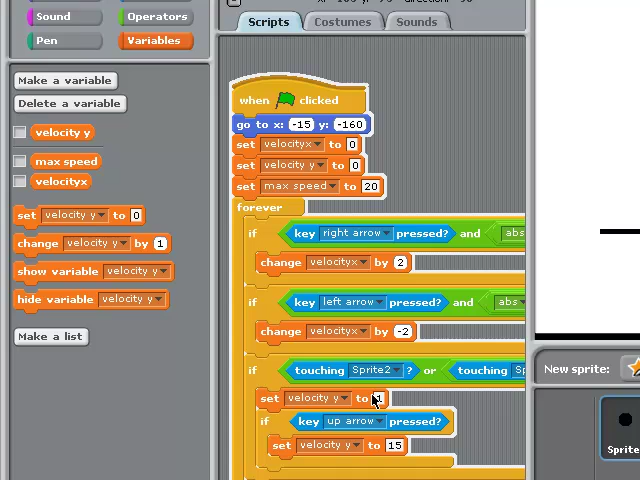 Sound
Operators
Pen
Variables
Make a variable
Delete a variable
velocity y
max speed
velocityx
set velocity y to 0
change velocity y by 1
show variable velocity y
hide variable velocity y
Make a list
Scripts Costumes Sounds
when clicked
go to x: -15 y: -160
set velocityx to 0
set velocity y to 0
set max speed to 20
forever
if key right arrow pressed? and abs
change velocityx by 2
if key left arrow pressed? and abs
change velocityx by -2
if touching Sprite2 ? or touching Sp
set velocity y to 1
if key up arrow pressed?
set velocity y to 15
New sprite:
Sprite